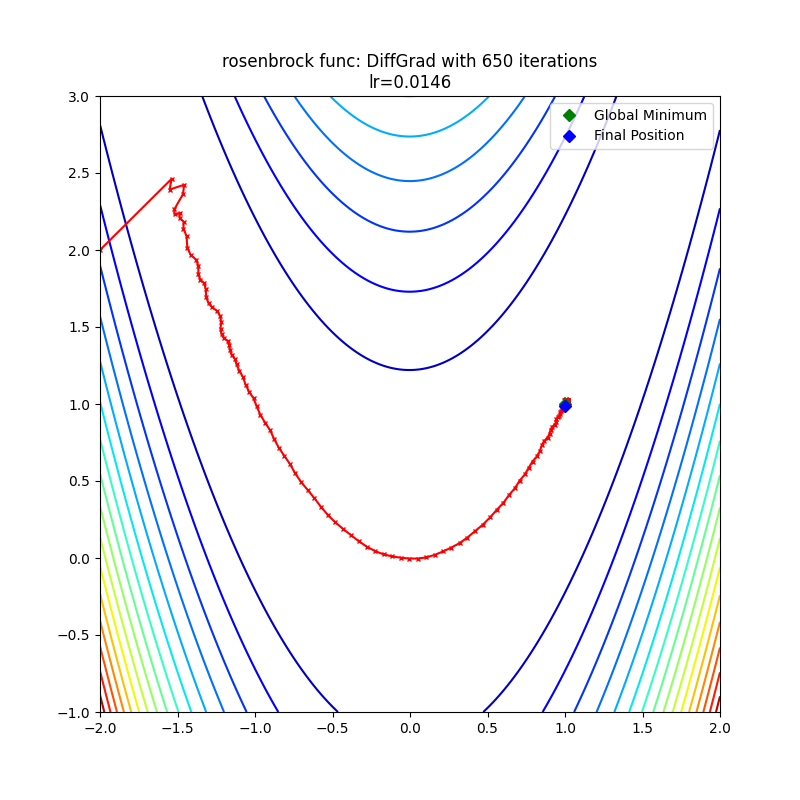 rosenbrock func: DiffGrad with 650 iterations
lr=0.0146
Global Minimum
Final Position
3.0
2.5
2.0
1.5
1.0
0.5
0.0
−0.5
−1.0
−2.0 −1.5 −1.0 −0.5 0.0 0.5 1.0 1.5 2.0